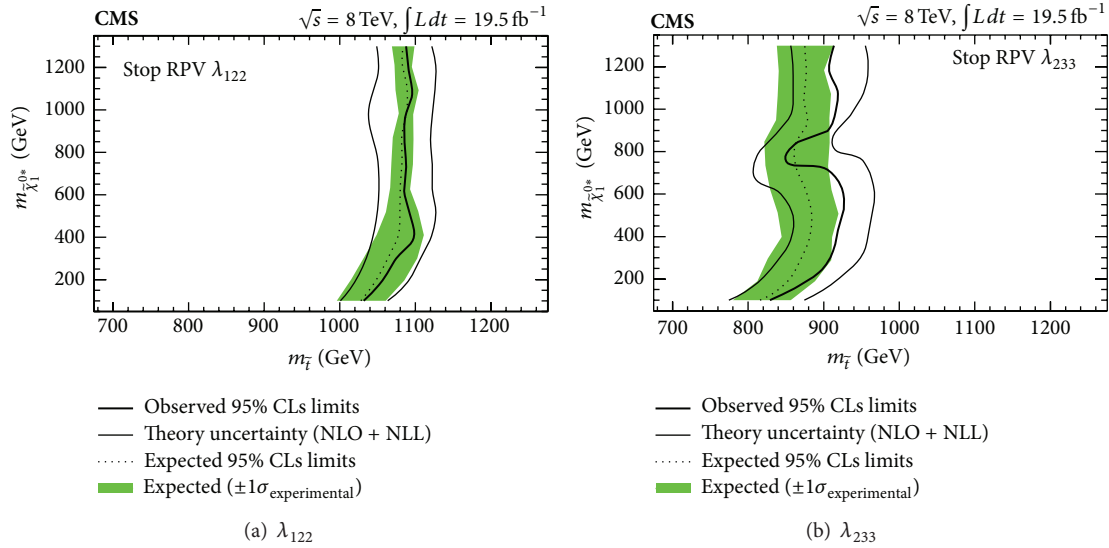 CMS
√s = 8 TeV, ∫L dt = 19.5 fb⁻¹
Stop RPV λ₁₂₂
1200
1000
800
600
400
200
m_χ̃₁⁰* (GeV)
700 800 900 1000 1100 1200
m_t̃ (GeV)
Observed 95% CLs limits
Theory uncertainty (NLO + NLL)
Expected 95% CLs limits
Expected (±1σ_experimental)
(a) λ₁₂₂
CMS
√s = 8 TeV, ∫L dt = 19.5 fb⁻¹
Stop RPV λ₂₃₃
1200
1000
800
600
400
200
m_χ̃₁⁰* (GeV)
700 800 900 1000 1100 1200
m_t̃ (GeV)
Observed 95% CLs limits
Theory uncertainty (NLO + NLL)
Expected 95% CLs limits
Expected (±1σ_experimental)
(b) λ₂₃₃